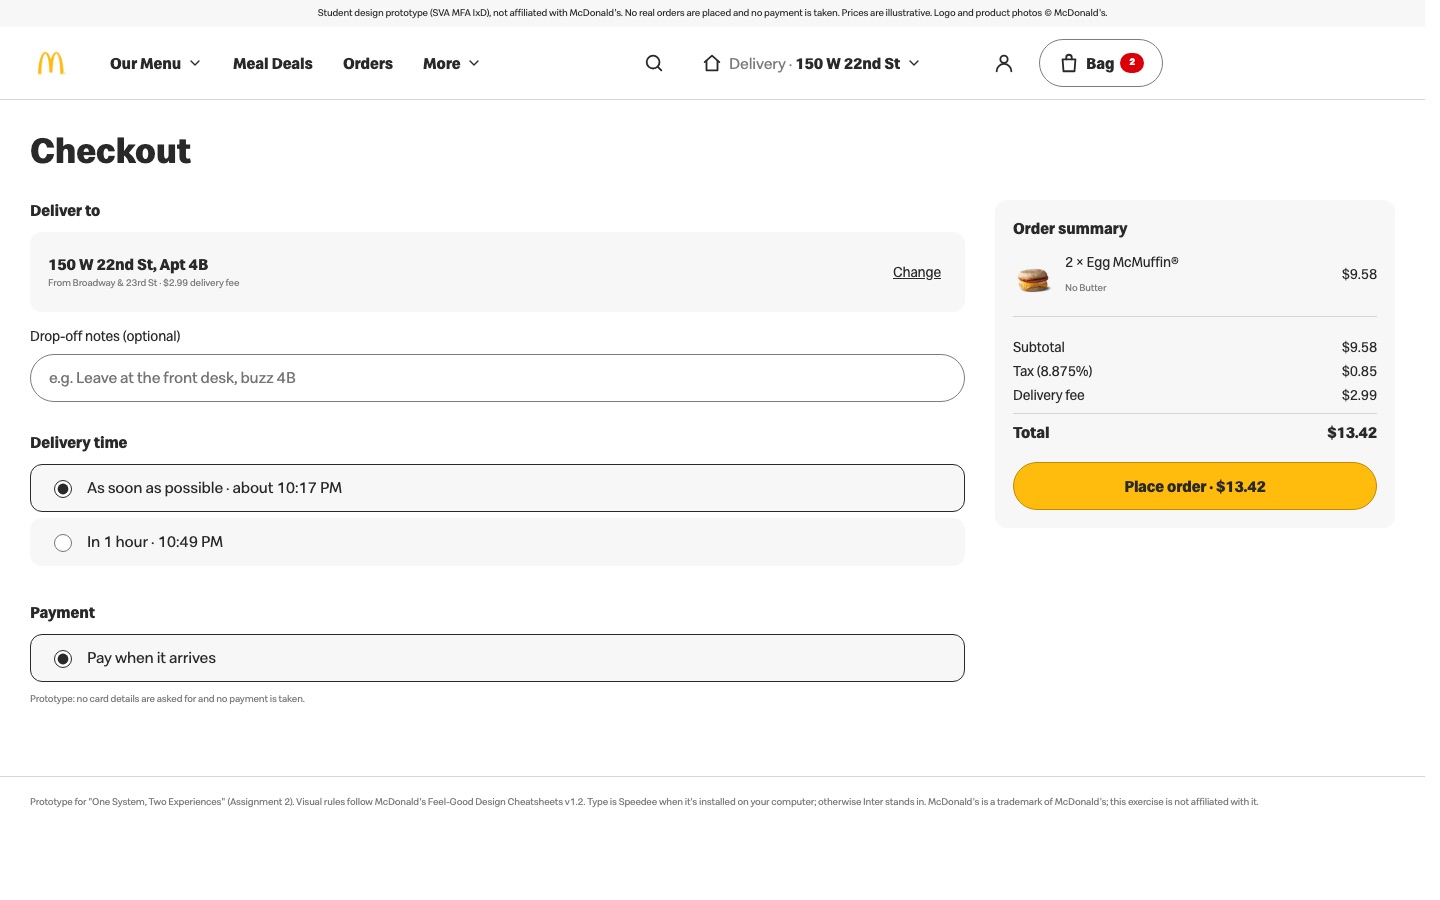 Student design prototype (SVA MFA IxD), not affiliated with McDonald's. No real orders are placed and no payment is taken. Prices are illustrative. Logo and product photos © McDonald's.
Our Menu Meal Deals Orders More Delivery · 150 W 22nd St Bag 2
Checkout
Deliver to
150 W 22nd St, Apt 4B
From Broadway & 23rd St · $2.99 delivery fee
Change
Drop-off notes (optional)
e.g. Leave at the front desk, buzz 4B
Delivery time
As soon as possible · about 10:17 PM
In 1 hour · 10:49 PM
Payment
Pay when it arrives
Prototype: no card details are asked for and no payment is taken.
Order summary
2 × Egg McMuffin®
No Butter
$9.58
Subtotal $9.58
Tax (8.875%) $0.85
Delivery fee $2.99
Total $13.42
Place order · $13.42
Prototype for "One System, Two Experiences" (Assignment 2). Visual rules follow McDonald's Feel-Good Design Cheatsheets v1.2. Type is Speedee when it's installed on your computer; otherwise Inter stands in. McDonald's is a trademark of McDonald's; this exercise is not affiliated with it.